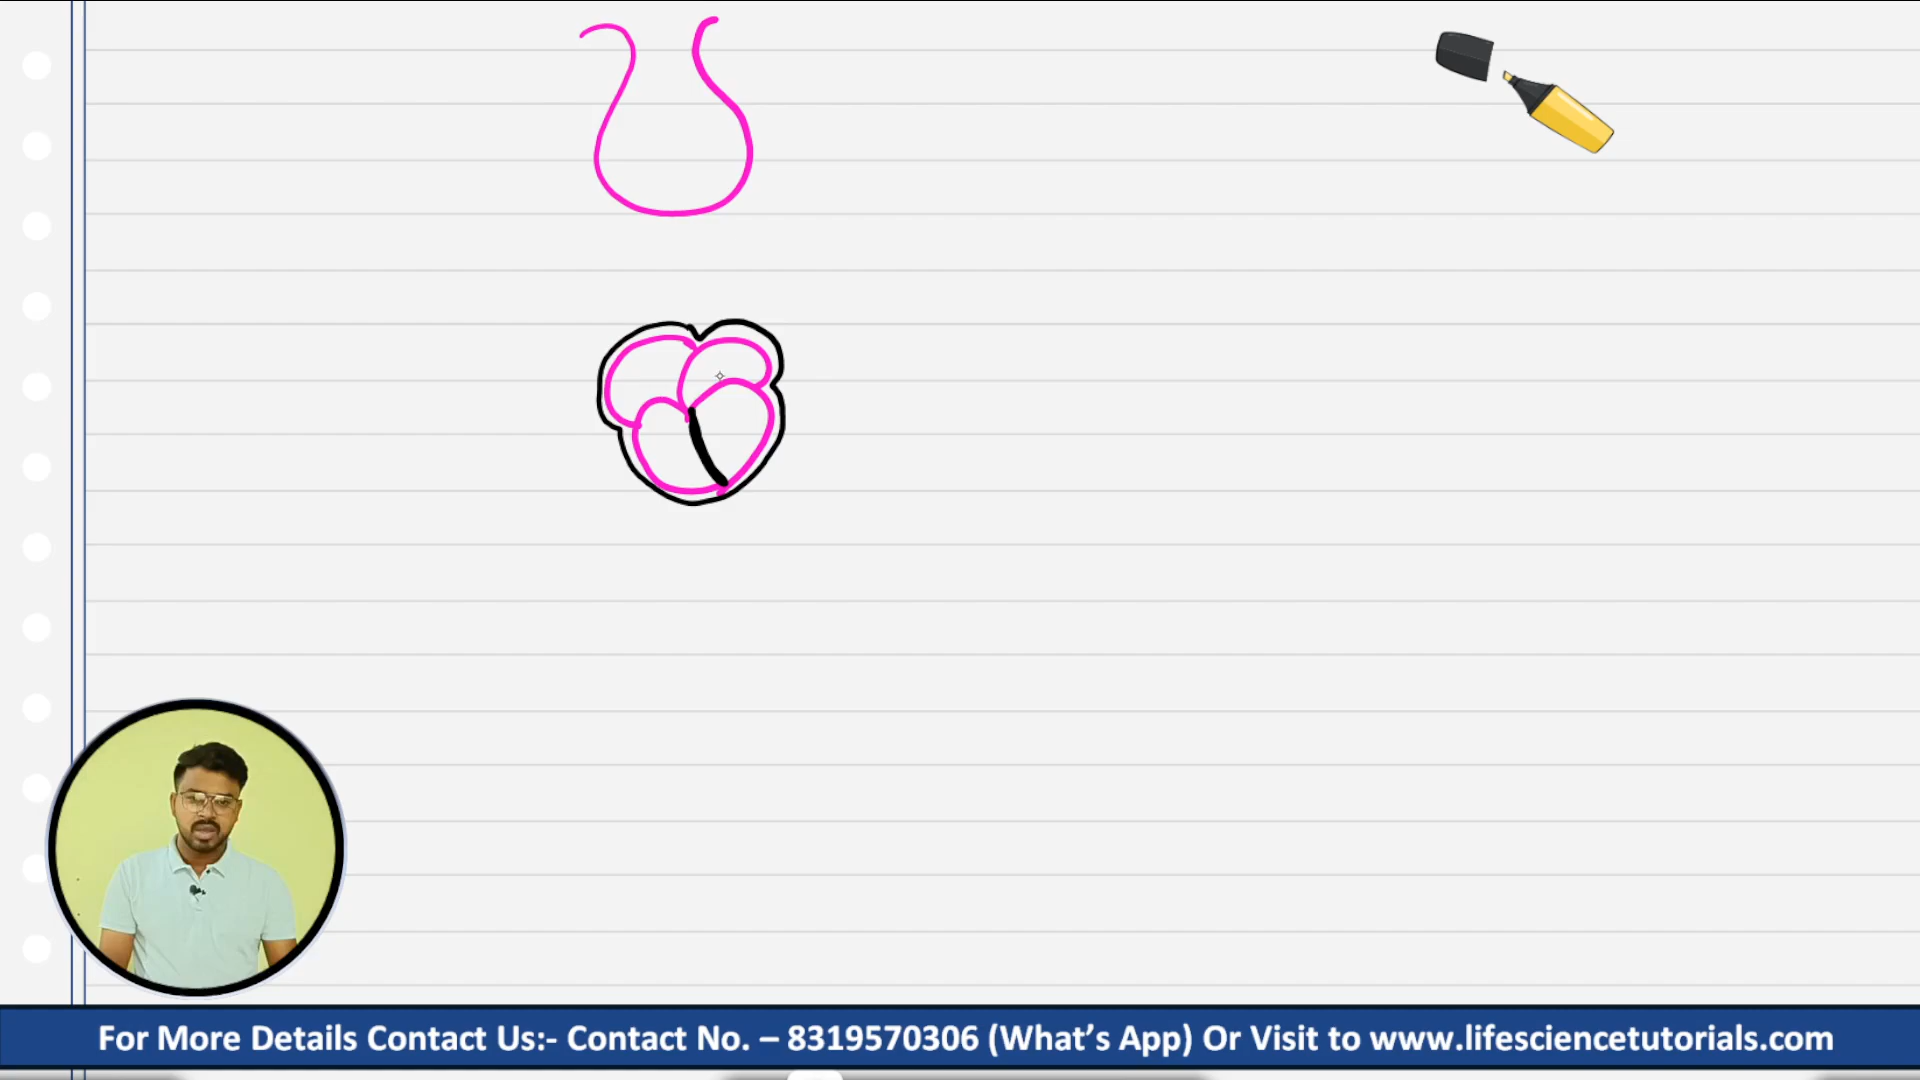 For More Details Contact Us:- Contact No. – 8319570306 (What’s App) Or Visit to www.lifesciencetutorials.com